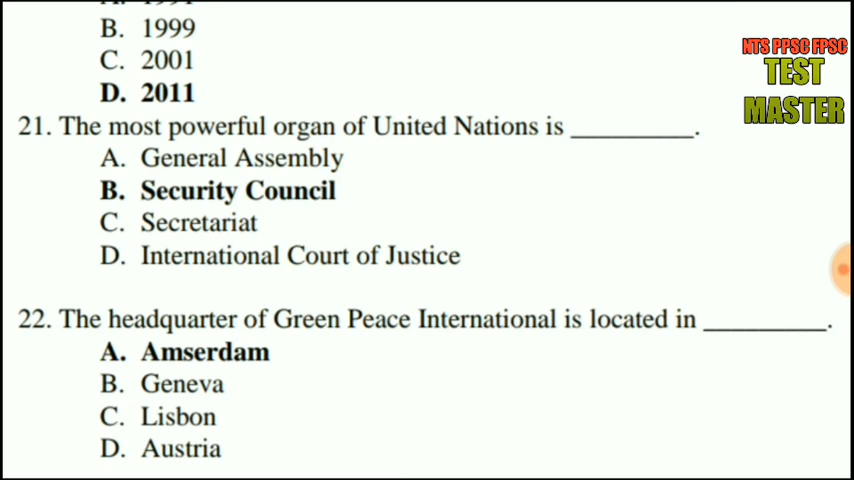 B. 1999
C. 2001
D. 2011
21. The most powerful organ of United Nations is _________.
A. General Assembly
B. Security Council
C. Secretariat
D. International Court of Justice
22. The headquarter of Green Peace International is located in _________.
A. Amserdam
B. Geneva
C. Lisbon
D. Austria
NTS PPSC FPSC
TEST
MASTER